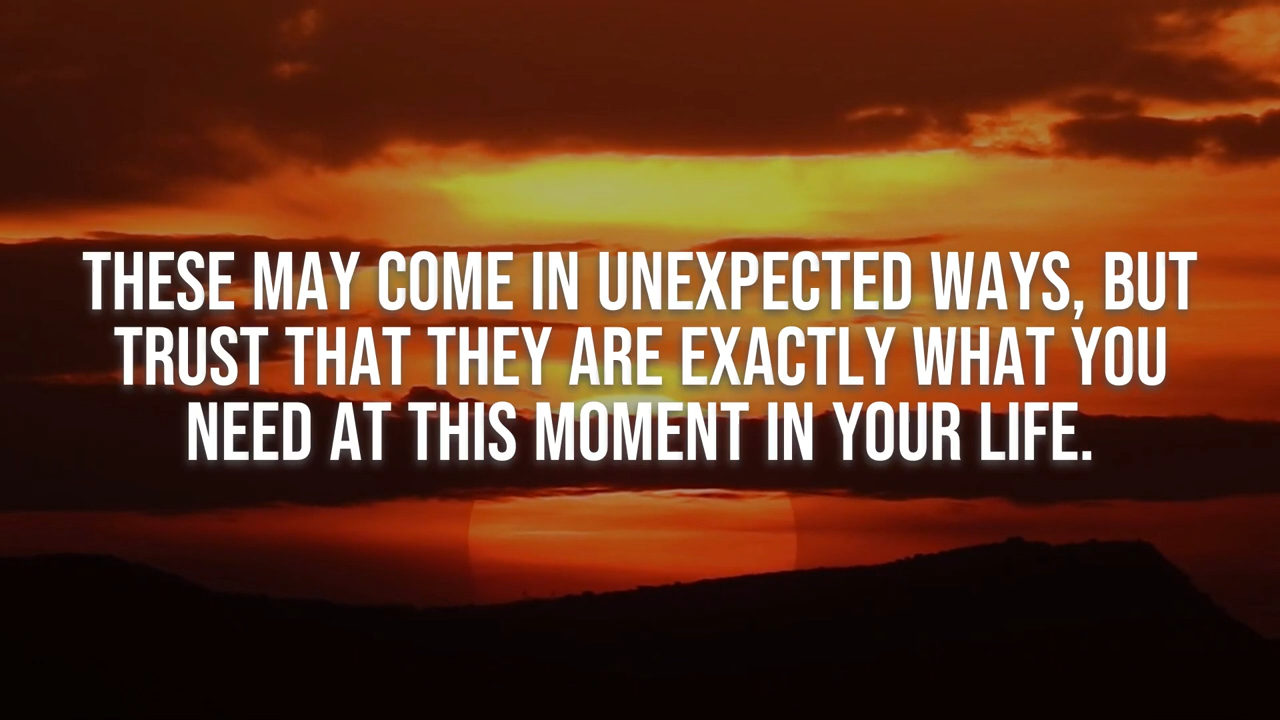 THESE MAY COME IN UNEXPECTED WAYS, BUT
TRUST THAT THEY ARE EXACTLY WHAT YOU
NEED AT THIS MOMENT IN YOUR LIFE.